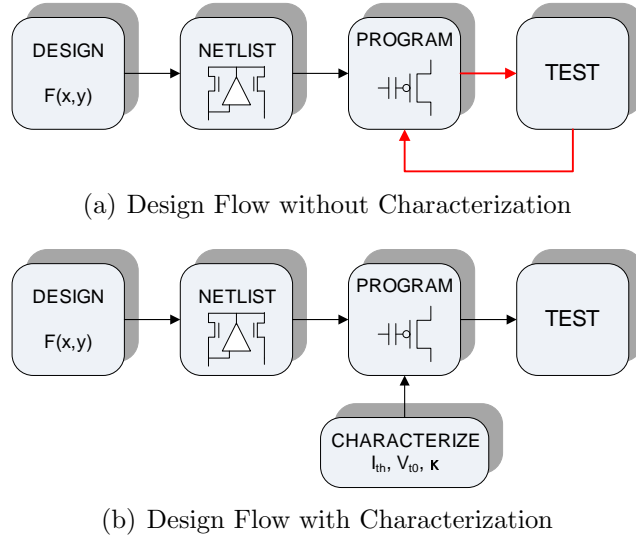 DESIGN
F(x,y)
NETLIST
PROGRAM
TEST
(a) Design Flow without Characterization
DESIGN
F(x,y)
NETLIST
PROGRAM
TEST
CHARACTERIZE
Ith, Vt0, κ
(b) Design Flow with Characterization